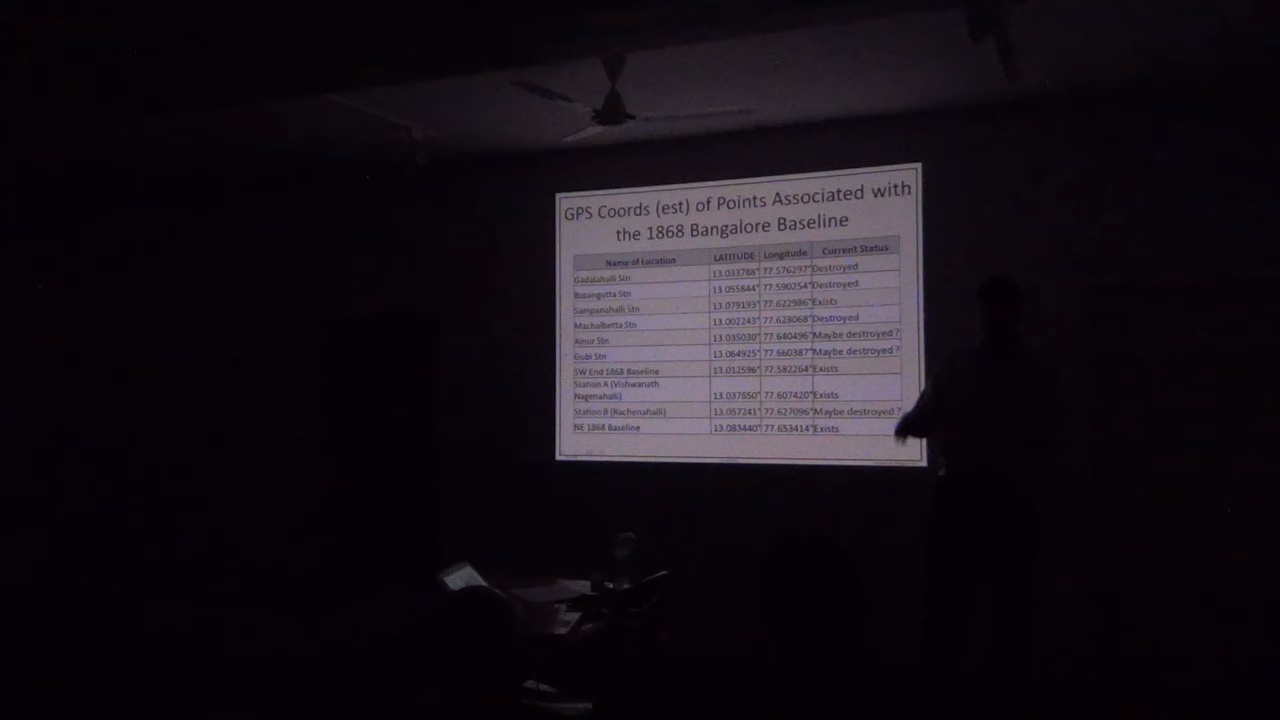 GPS Coords (est) of Points Associated with
the 1868 Bangalore Baseline
Name of Location LATITUDE Longitude Current Status
Gadalahalli Stn 13.033788° 77.576297° Destroyed
Basangutta Stn 13.055844° 77.590254° Destroyed
Sampanahalli Stn 13.079193° 77.622986° Exists
Machalbetta Stn 13.002243° 77.628068° Destroyed
Amur Stn 13.035030° 77.640496° Maybe destroyed ?
Gubi Stn 13.064925° 77.660387° Maybe destroyed ?
SW End 1868 Baseline 13.012596° 77.582264° Exists
Station A (Vishwanath
Nagenahalli) 13.037650° 77.607420° Exists
Station B (Rachenahalli) 13.057241° 77.627096° Maybe destroyed ?
NE 1868 Baseline 13.083440° 77.653414° Exists